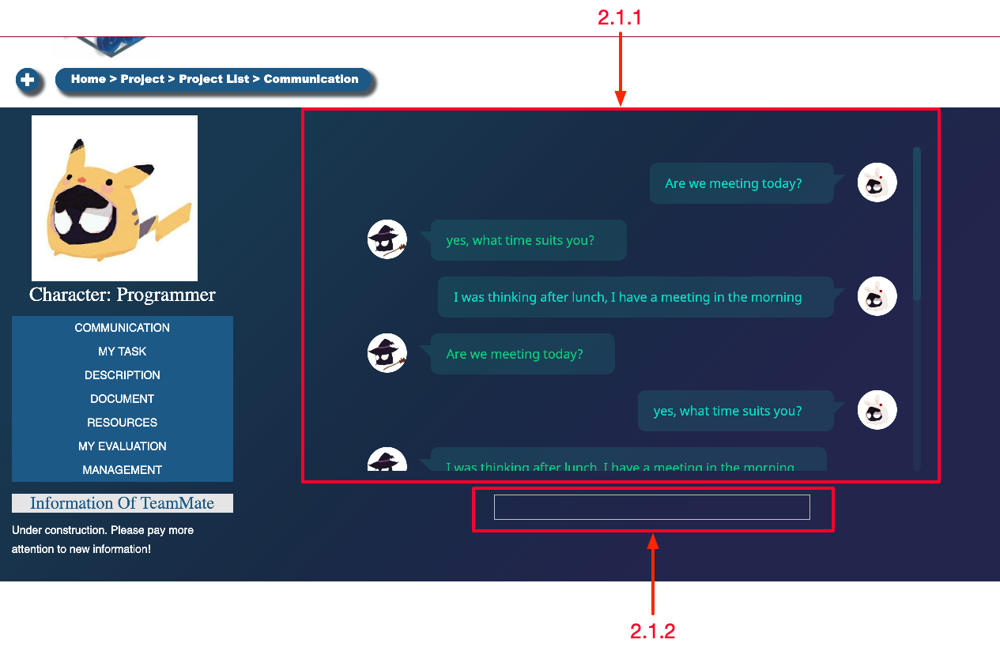 2.1.1
Home > Project > Project List > Communication
Character: Programmer
COMMUNICATION
MY TASK
DESCRIPTION
DOCUMENT
RESOURCES
MY EVALUATION
MANAGEMENT
Information Of TeamMate
Under construction. Please pay more
attention to new information!
Are we meeting today?
yes, what time suits you?
I was thinking after lunch, I have a meeting in the morning
Are we meeting today?
yes, what time suits you?
I was thinking after lunch, I have a meeting in the morning
2.1.2